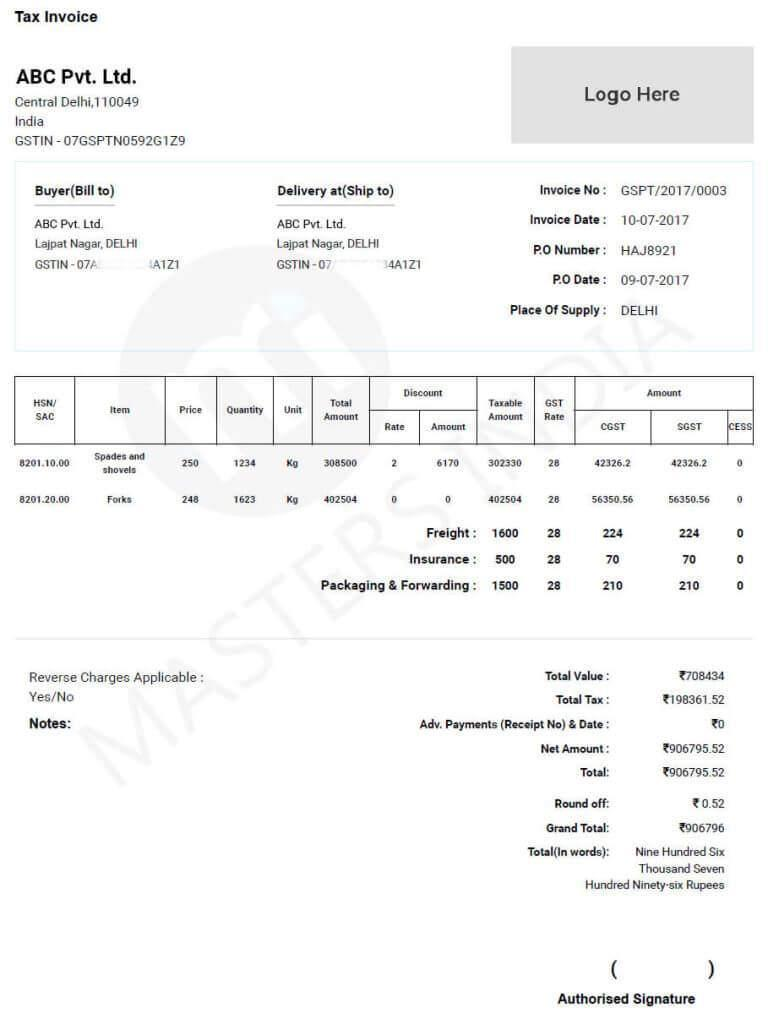 Tax Invoice
ABC Pvt. Ltd.
Central Delhi,110049
India
GSTIN - 07GSPTN0592G1Z9
Logo Here
Buyer(Bill to)
ABC Pvt. Ltd.
Lajpat Nagar, DELHI
GSTIN - 07A 4A1Z1
Delivery at(Ship to)
ABC Pvt. Ltd.
Lajpat Nagar, DELHI
GSTIN - 07 34A1Z1
Invoice No : GSPT/2017/0003
Invoice Date : 10-07-2017
P.O Number : HAJ8921
P.O Date : 09-07-2017
Place Of Supply : DELHI
HSN/ SAC Item Price Quantity Unit Total Amount Discount Taxable Amount GST Rate Amount
Rate Amount CGST SGST CESS
8201.10.00 Spades and shovels 250 1234 Kg 308500 2 6170 302330 28 42326.2 42326.2 0
8201.20.00 Forks 248 1623 Kg 402504 0 0 402504 28 56350.56 56350.56 0
Freight : 1600 28 224 224 0
Insurance : 500 28 70 70 0
Packaging & Forwarding : 1500 28 210 210 0
MASTERS INDIA
Reverse Charges Applicable :
Yes/No
Notes:
Total Value : ₹708434
Total Tax : ₹198361.52
Adv. Payments (Receipt No) & Date : ₹0
Net Amount : ₹906795.52
Total: ₹906795.52
Round off: ₹ 0.52
Grand Total: ₹906796
Total(In words): Nine Hundred Six
Thousand Seven
Hundred Ninety-six Rupees
( )
Authorised Signature